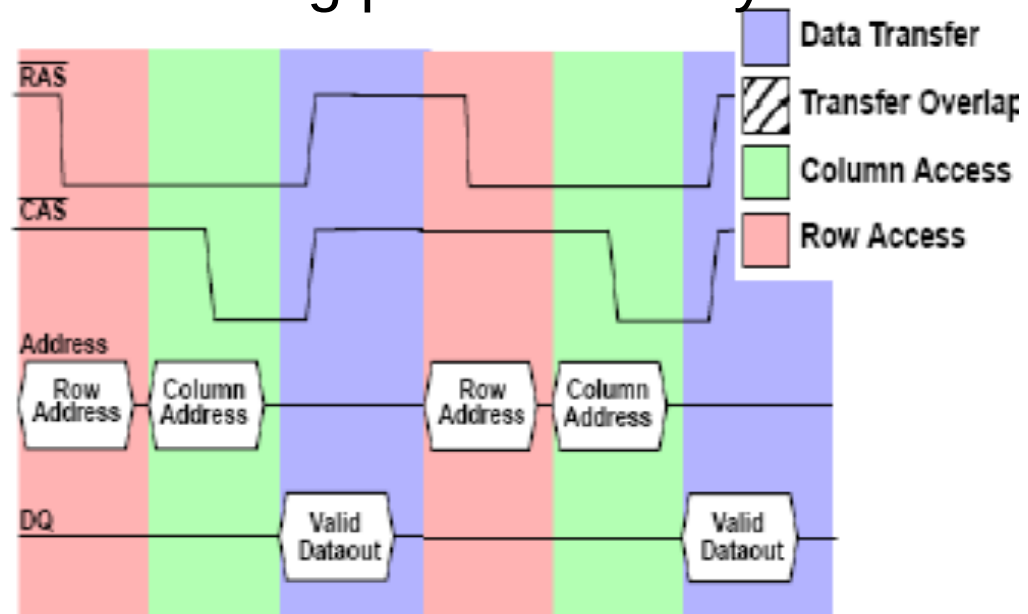 Data Transfer
Transfer Overlap
Column Access
Row Access
RAS
CAS
Address
Row
Address
Column
Address
Row
Address
Column
Address
DQ
Valid
Dataout
Valid
Dataout